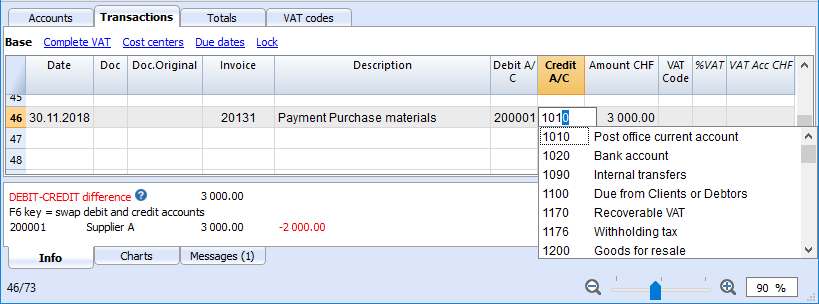 Accounts Transactions Totals VAT codes
Base Complete VAT Cost centers Due dates Lock
Date Doc Doc.Original Invoice Description Debit A/C Credit A/C Amount CHF VAT Code %VAT VAT Acc CHF
45
46 30.11.2018 20131 Payment Purchase materials 200001 1010 3 000.00
47
48
1010 Post office current account
1020 Bank account
1090 Internal transfers
1100 Due from Clients or Debtors
1170 Recoverable VAT
1176 Withholding tax
1200 Goods for resale
DEBIT-CREDIT difference ? 3 000.00
F6 key = swap debit and credit accounts
200001 Supplier A 3 000.00 -2 000.00
Info Charts Messages (1)
46/73 90 %